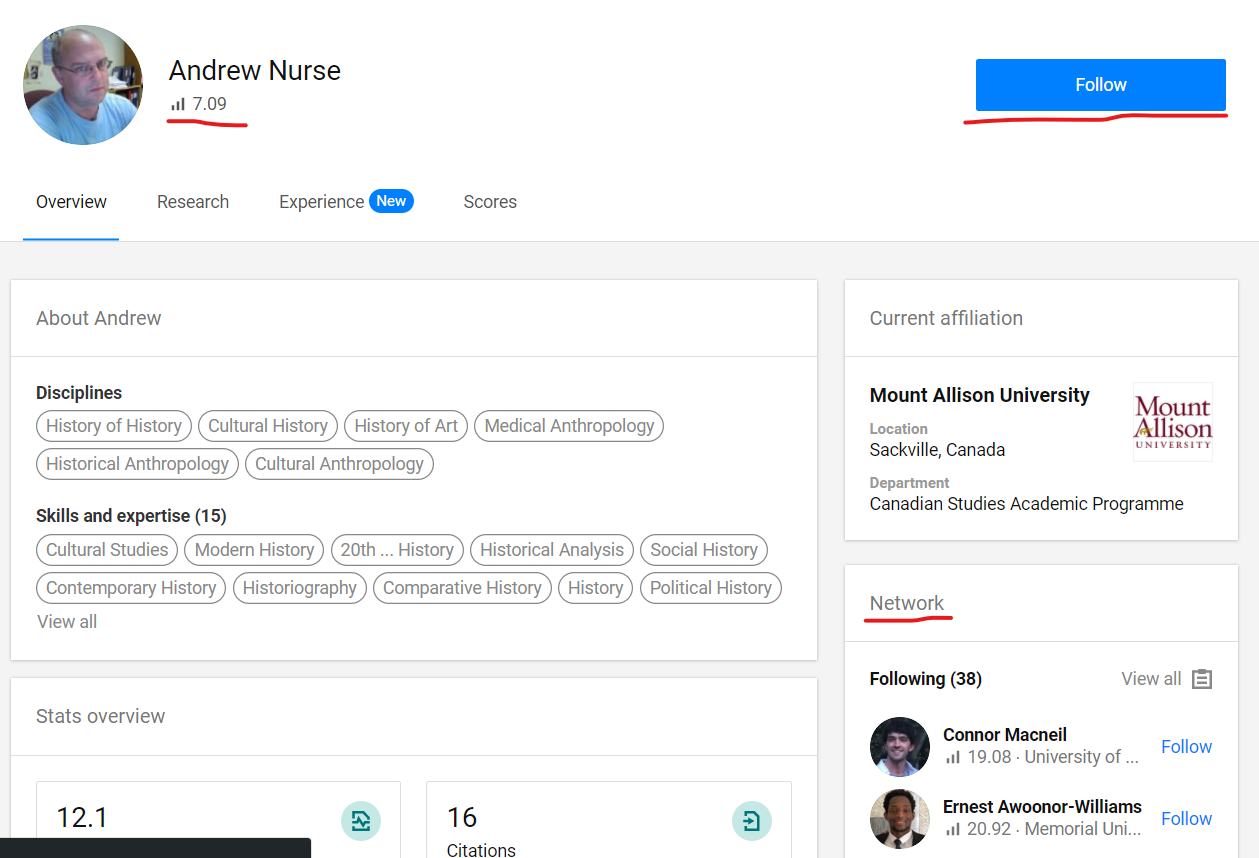 Andrew Nurse
7.09
Follow
Overview
Research
Experience New
Scores
About Andrew
Disciplines
History of History Cultural History History of Art Medical Anthropology
Historical Anthropology Cultural Anthropology
Skills and expertise (15)
Cultural Studies Modern History 20th ... History Historical Analysis Social History
Contemporary History Historiography Comparative History History Political History
View all
Stats overview
12.1
16
Citations
Current affiliation
Mount Allison University
Mount
Allison
UNIVERSITY
Location
Sackville, Canada
Department
Canadian Studies Academic Programme
Network
Following (38)
View all
Connor Macneil
19.08 · University of ...
Follow
Ernest Awoonor-Williams
20.92 · Memorial Uni...
Follow